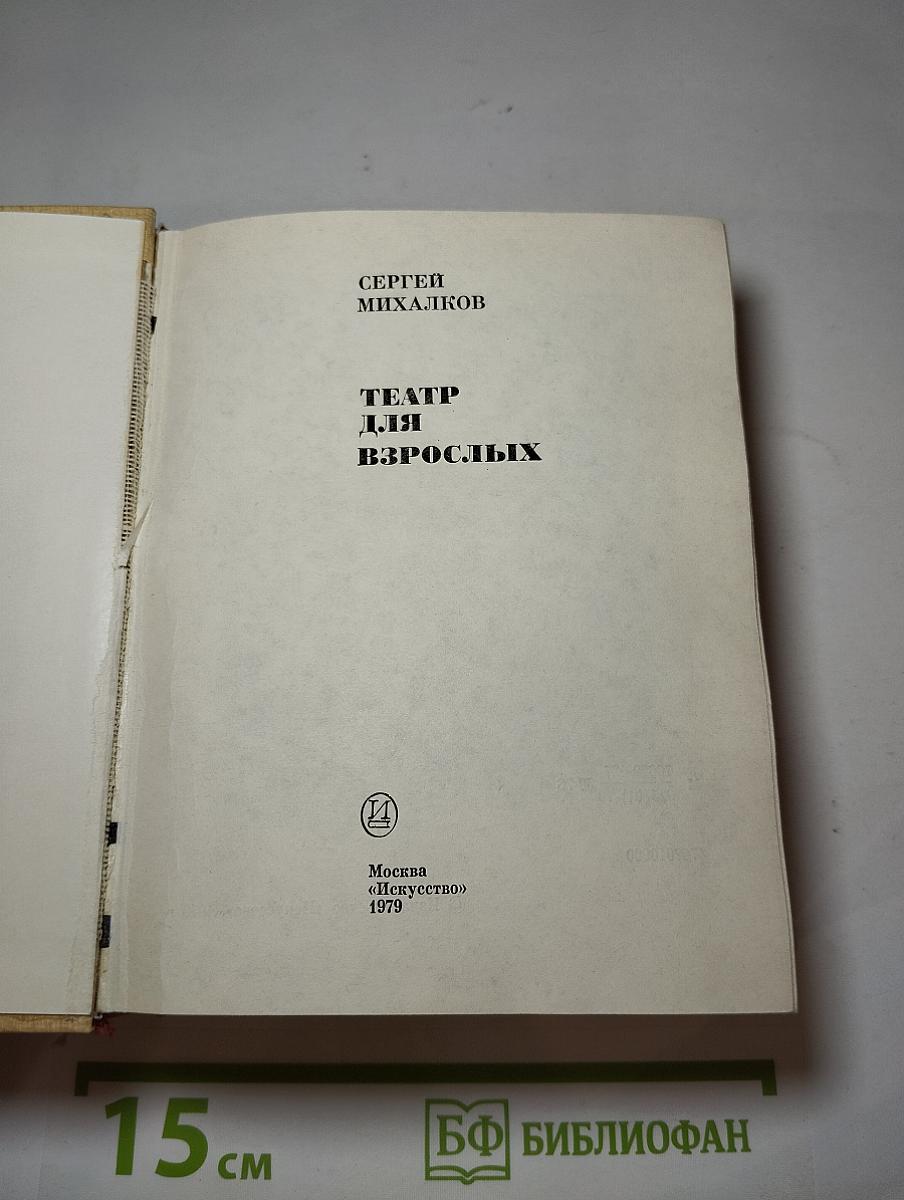 СЕРГЕЙ
МИХАЛКОВ
ТЕАТР
ДЛЯ
ВЗРОСЛЫХ
И
Москва
«Искусство»
1979
15 см
БФ БИБЛИОФАН